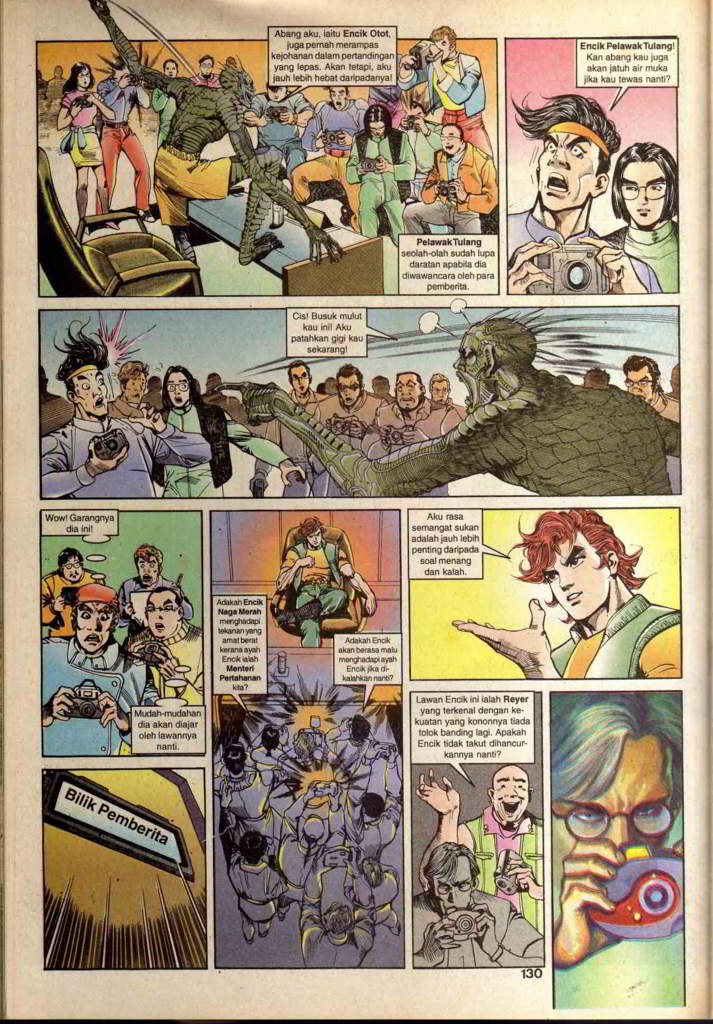 Abang aku, iaitu Encik Otot,
juga pernah merampas
kejohanan dalam pertandingan
yang lepas. Akan tetapi, aku
jauh lebih hebat daripadanya!
Pelawak Tulang
seolah-olah sudah lupa
daratan apabila dia
diwawancara oleh para
pemberita.
Encik Pelawak Tulang!
Kan abang kau juga
akan jatuh air muka
jika kau tewas nanti?
Cis! Busuk mulut
kau ini! Aku
patahkan gigi kau
sekarang!
Wow! Garangnya
dia ini!
Mudah-mudahan
dia akan diajar
oleh lawannya
nanti.
Bilik Pemberita
Adakah Encik
Naga Merah
menghadapi
tekanan yang
amat berat
kerana ayah
Encik ialah
Menteri
Pertahanan
kita?
Adakah Encik
akan berasa malu
menghadapi ayah
Encik jika di-
kalahkan nanti?
Aku rasa
semangat sukan
adalah jauh lebih
penting daripada
soal menang
dan kalah.
Lawan Encik ini ialah Reyer
yang terkenal dengan ke-
kuatan yang kononnya tiada
tolok banding lagi. Apakah
Encik tidak takut dihancur-
kannya nanti?
130